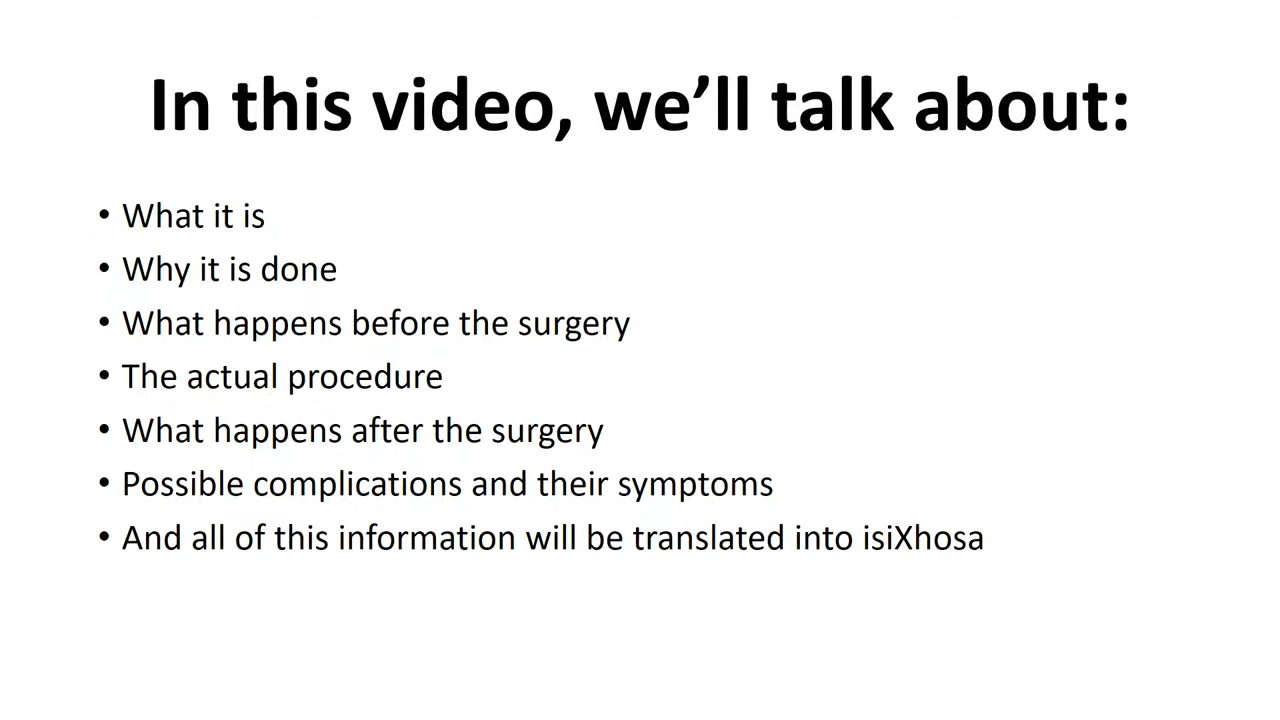 In this video, we’ll talk about:
• What it is
• Why it is done
• What happens before the surgery
• The actual procedure
• What happens after the surgery
• Possible complications and their symptoms
• And all of this information will be translated into isiXhosa